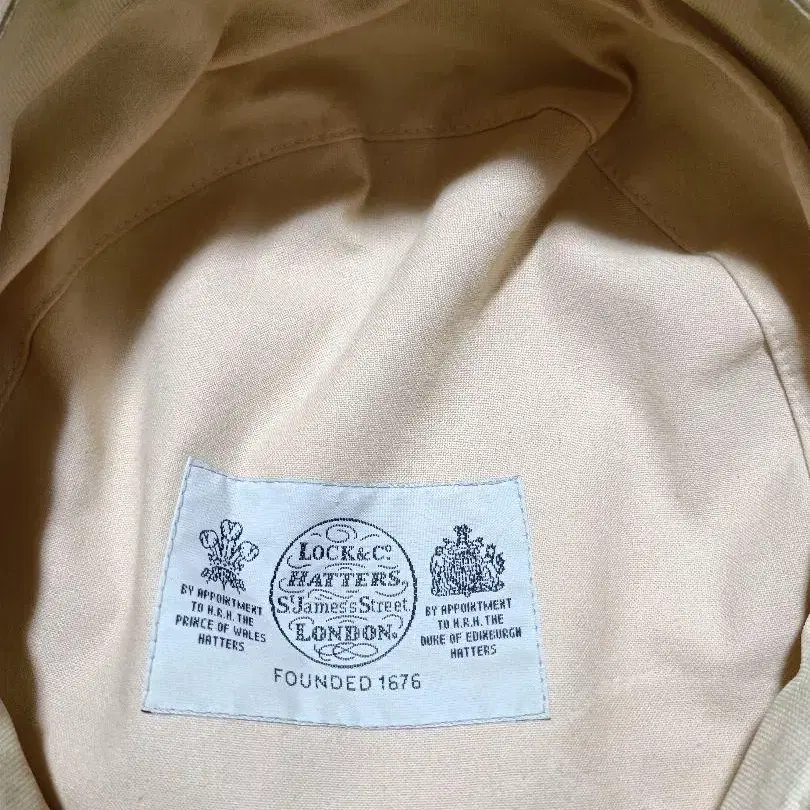 BY APPOINTMENT
TO H.R.H. THE
PRINCE OF WALES
HATTERS
LOCK & Co
HATTERS,
St James's Street,
LONDON.
BY APPOINTMENT
TO H.R.H. THE
DUKE OF EDINBURGH
HATTERS
FOUNDED 1676